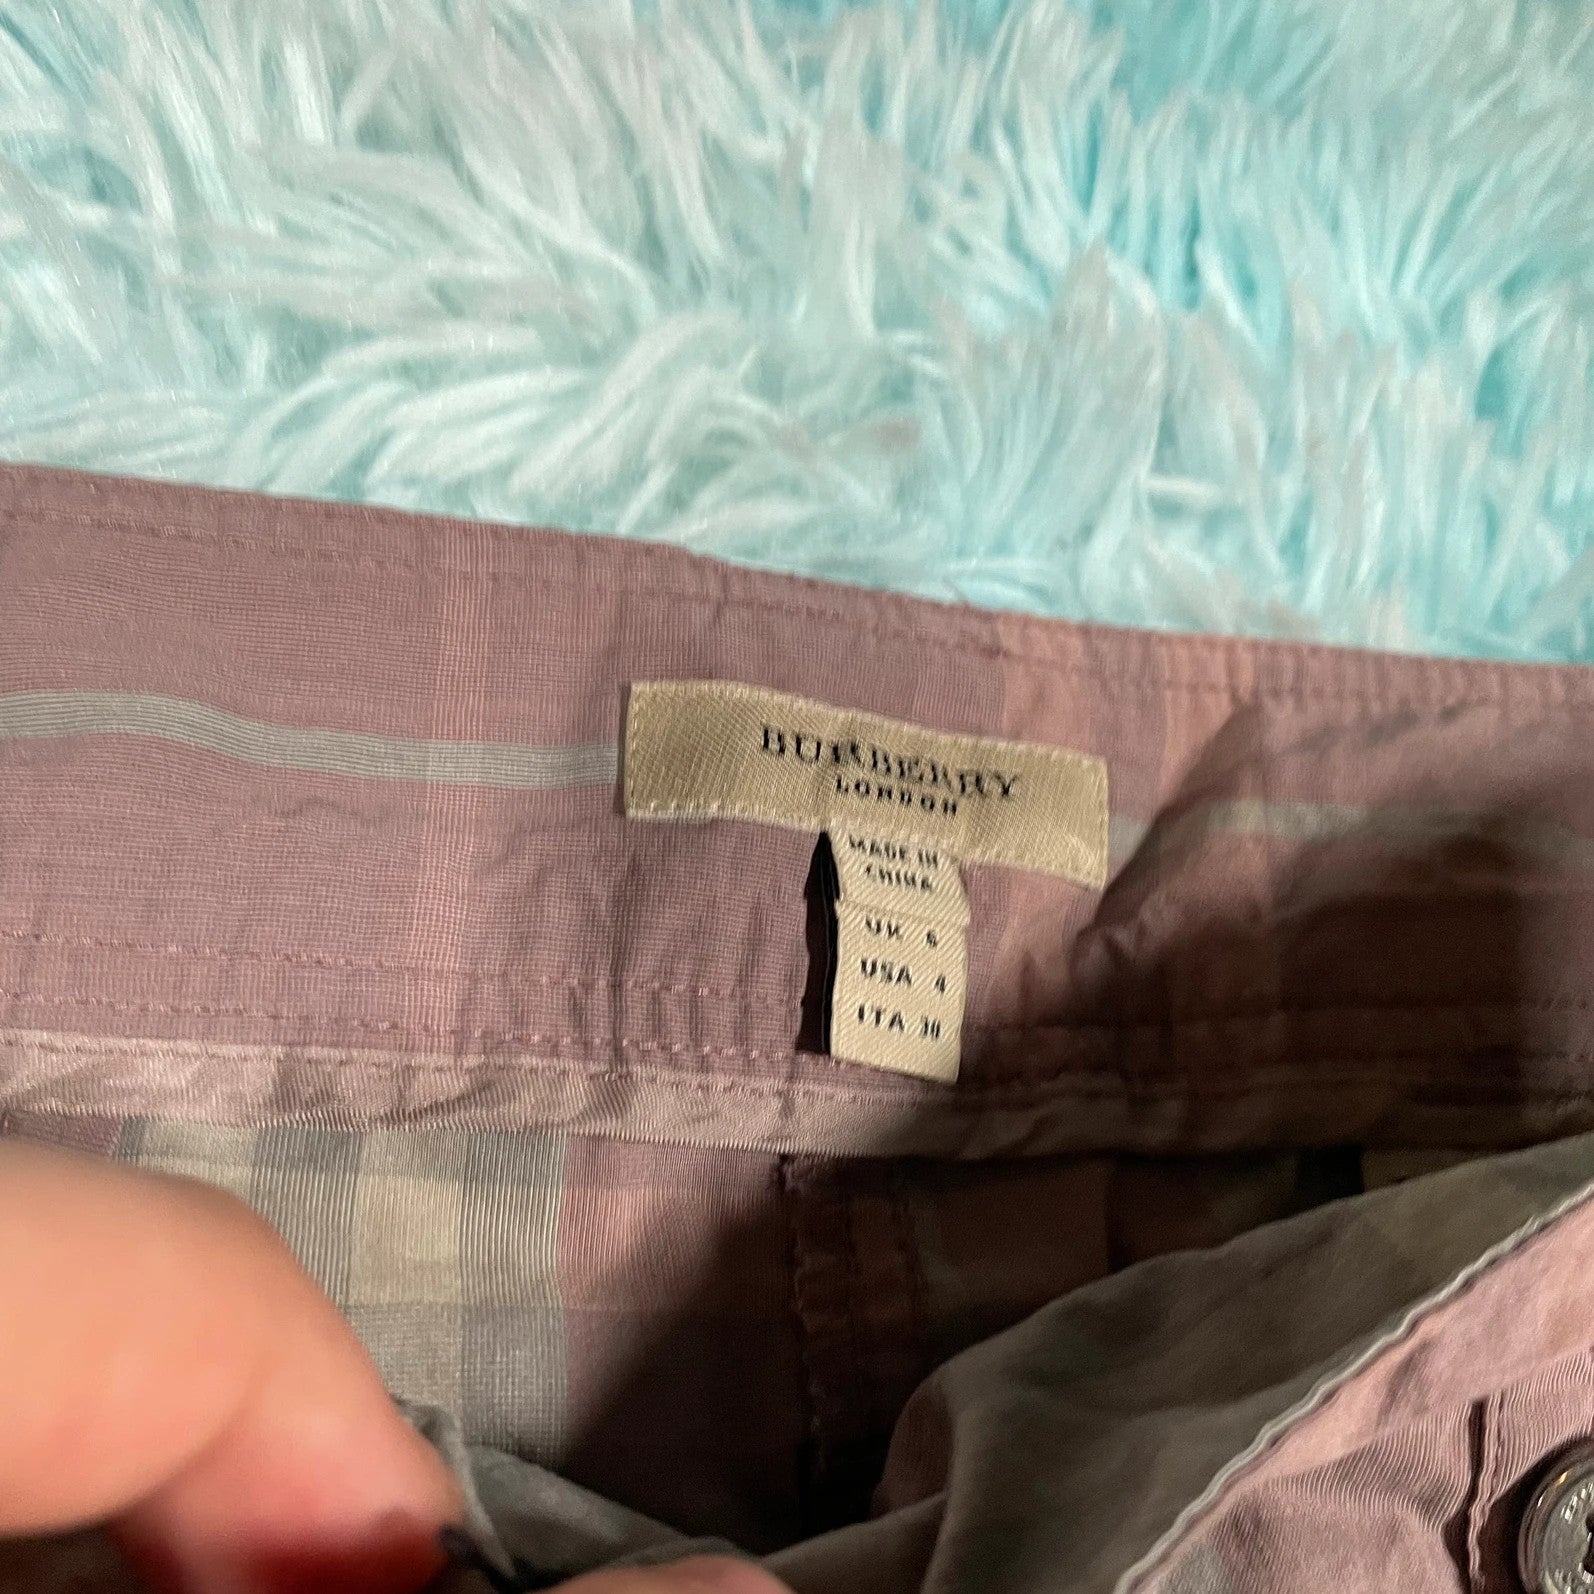 BURBERRY
LONDON
MADE IN
CHINA
UK 6
USA 4
ITA 38